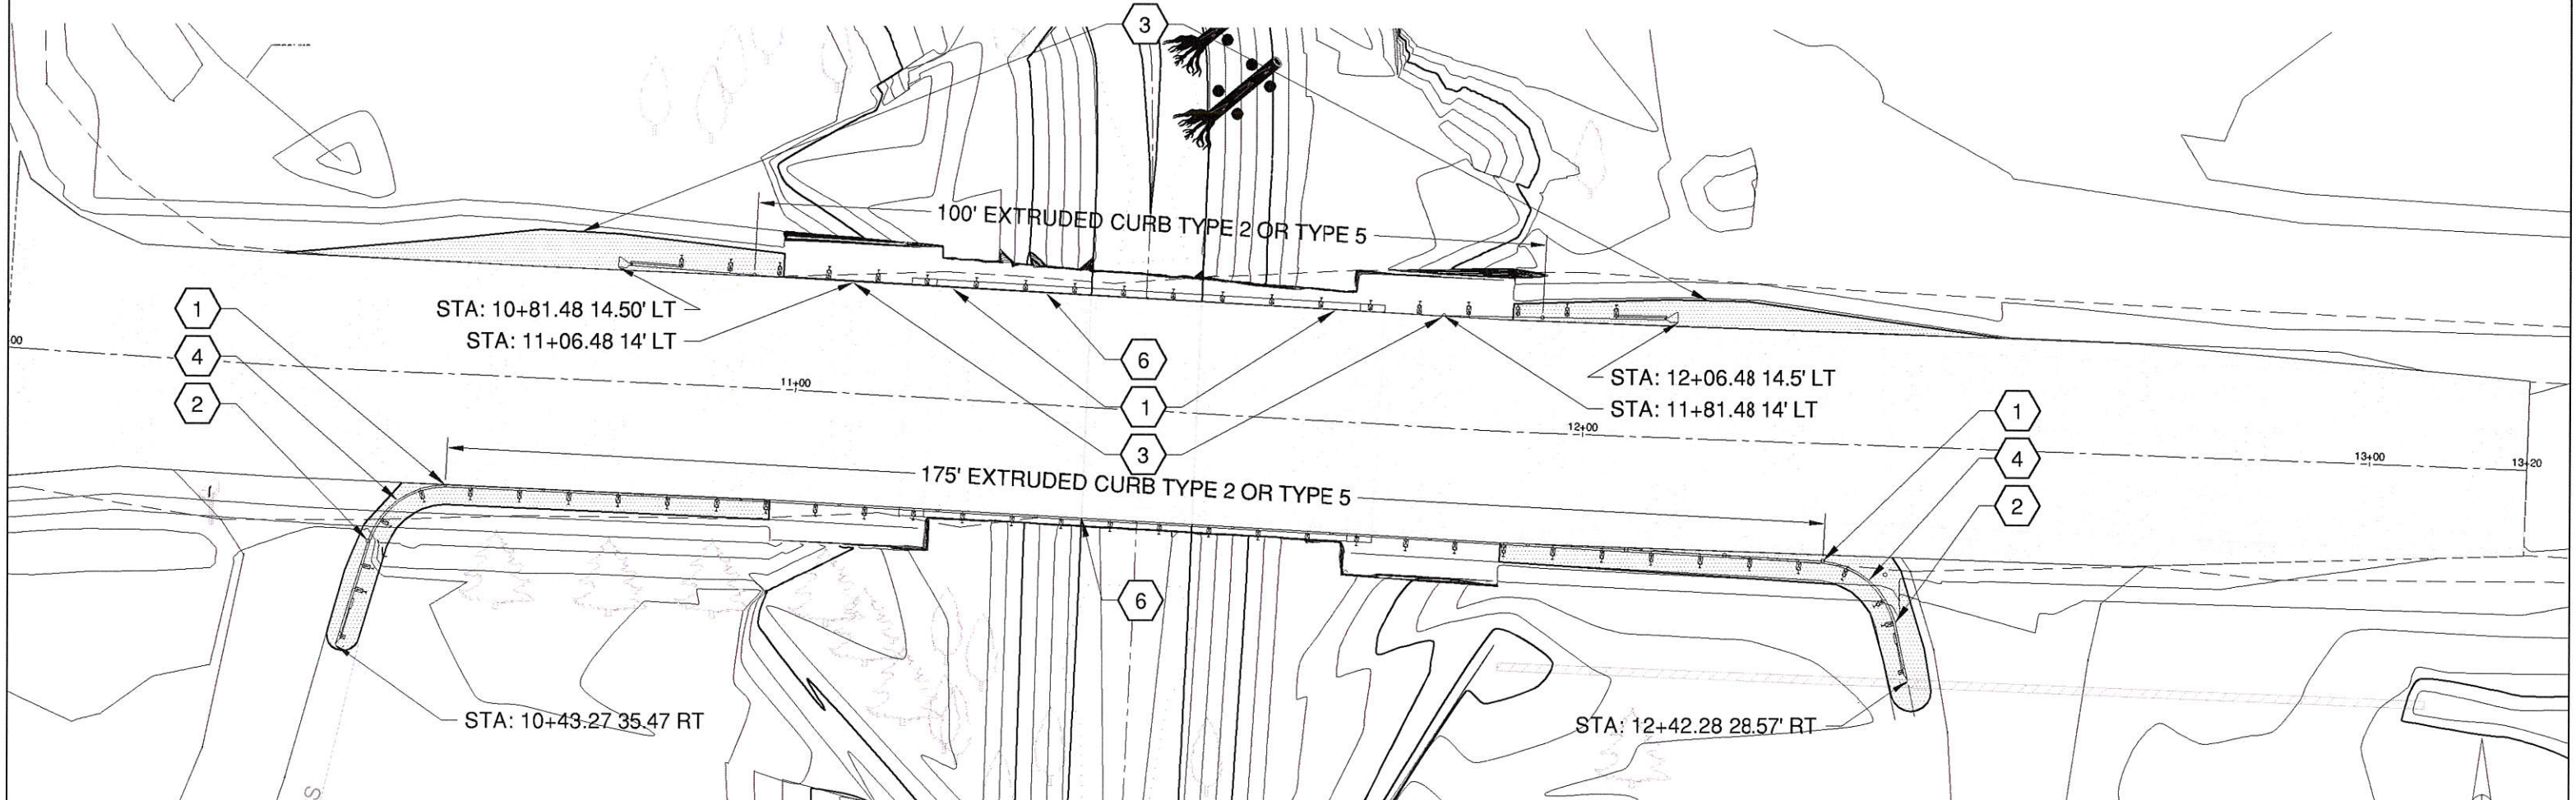 3
100' EXTRUDED CURB TYPE 2 OR TYPE 5
1
4
2
STA: 10+81.48 14.50' LT
STA: 11+06.48 14' LT
00
11+00
6
1
3
STA: 12+06.48 14.5' LT
STA: 11+81.48 14' LT
12+00
1
4
2
13+00
13+20
175' EXTRUDED CURB TYPE 2 OR TYPE 5
6
STA: 10+43.27 35.47 RT
STA: 12+42.28 28.57' RT
S